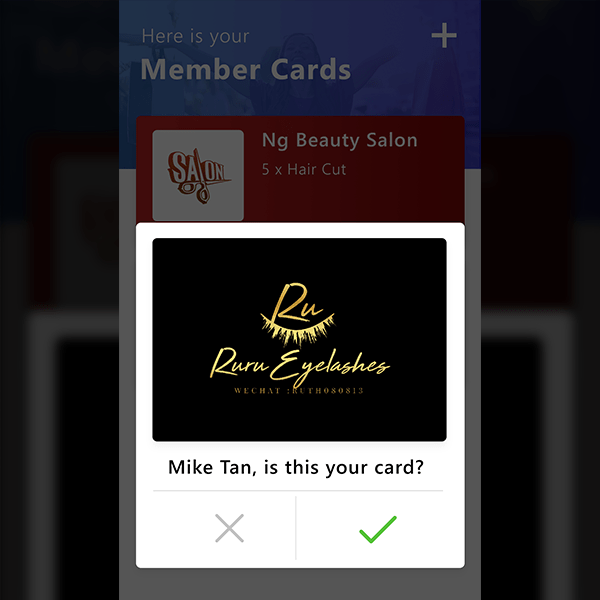 Here is your
Member Cards
Ng Beauty Salon
5 x Hair Cut
SALON
Ru
Ruru Eyelashes
WECHAT :RUTH080813
Mike Tan, is this your card?